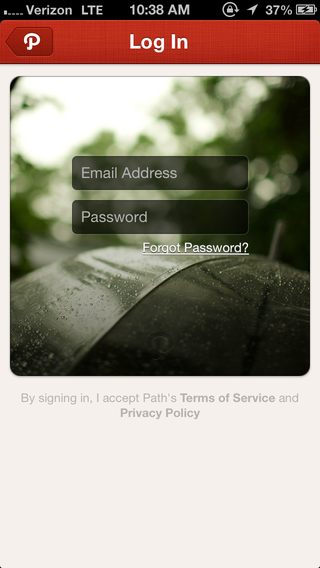 Verizon LTE 10:38 AM 37%
Log In
Email Address
Password
Forgot Password?
By signing in, I accept Path's Terms of Service and
Privacy Policy